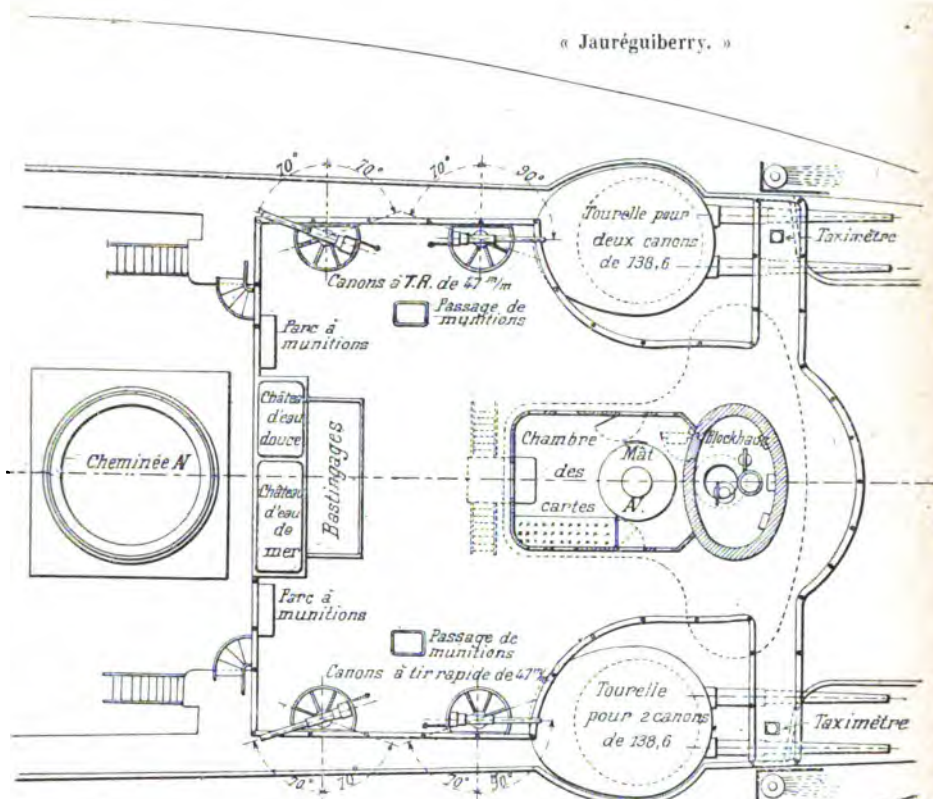 « Jauréguiberry. »
70°
70°
70°
90°
Tourelle pour
deux canons
de 138,6
Taximètre
Canons à T.R. de 47 m/m
Passage de
munitions
Parc à
munitions
Château
d'eau
douce
Bastingages
Cheminée AV
Château
d'eau
de
mer
Chambre
des
cartes
Mât
AV.
Blockhaus
Parc à
munitions
Passage de
munitions
Canons à tir rapide de 47 m/m
Tourelle
pour 2 canons
de 138,6
Taximètre
70°
70°
70°
90°